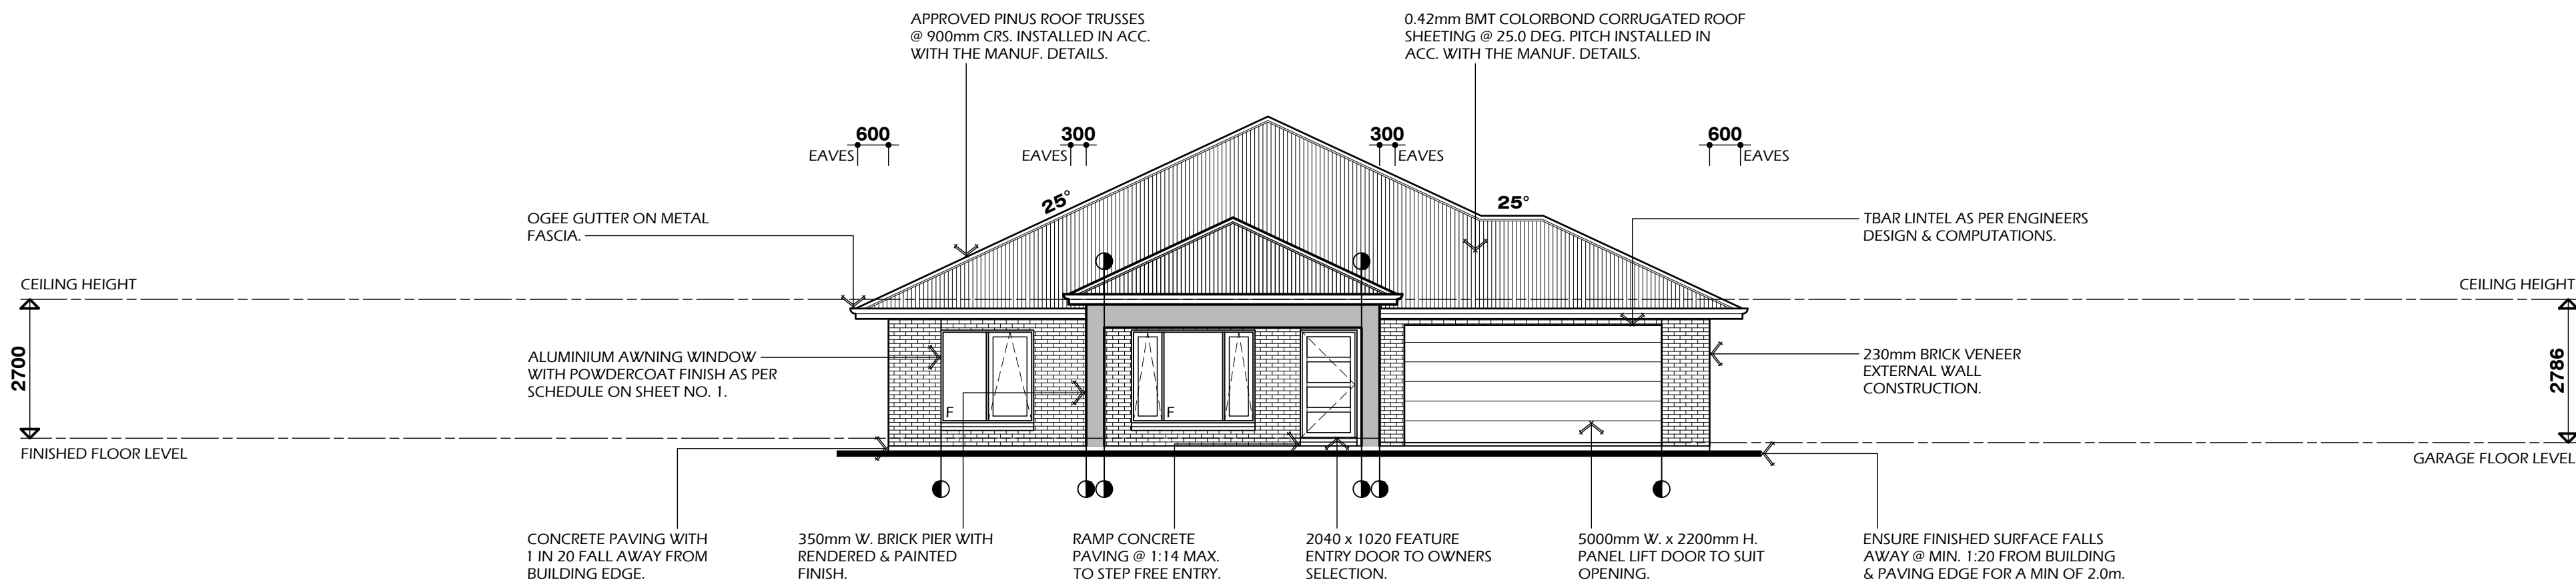 APPROVED PINUS ROOF TRUSSES
@ 900mm CRS. INSTALLED IN ACC.
WITH THE MANUF. DETAILS.
0.42mm BMT COLORBOND CORRUGATED ROOF
SHEETING @ 25.0 DEG. PITCH INSTALLED IN
ACC. WITH THE MANUF. DETAILS.
600
EAVES
300
EAVES
300
EAVES
600
EAVES
25°
25°
OGEE GUTTER ON METAL
FASCIA.
TBAR LINTEL AS PER ENGINEERS
DESIGN & COMPUTATIONS.
CEILING HEIGHT
CEILING HEIGHT
2700
2786
ALUMINIUM AWNING WINDOW
WITH POWDERCOAT FINISH AS PER
SCHEDULE ON SHEET NO. 1.
230mm BRICK VENEER
EXTERNAL WALL
CONSTRUCTION.
F
F
FINISHED FLOOR LEVEL
GARAGE FLOOR LEVEL
CONCRETE PAVING WITH
1 IN 20 FALL AWAY FROM
BUILDING EDGE.
350mm W. BRICK PIER WITH
RENDERED & PAINTED
FINISH.
RAMP CONCRETE
PAVING @ 1:14 MAX.
TO STEP FREE ENTRY.
2040 x 1020 FEATURE
ENTRY DOOR TO OWNERS
SELECTION.
5000mm W. x 2200mm H.
PANEL LIFT DOOR TO SUIT
OPENING.
ENSURE FINISHED SURFACE FALLS
AWAY @ MIN. 1:20 FROM BUILDING
& PAVING EDGE FOR A MIN OF 2.0m.